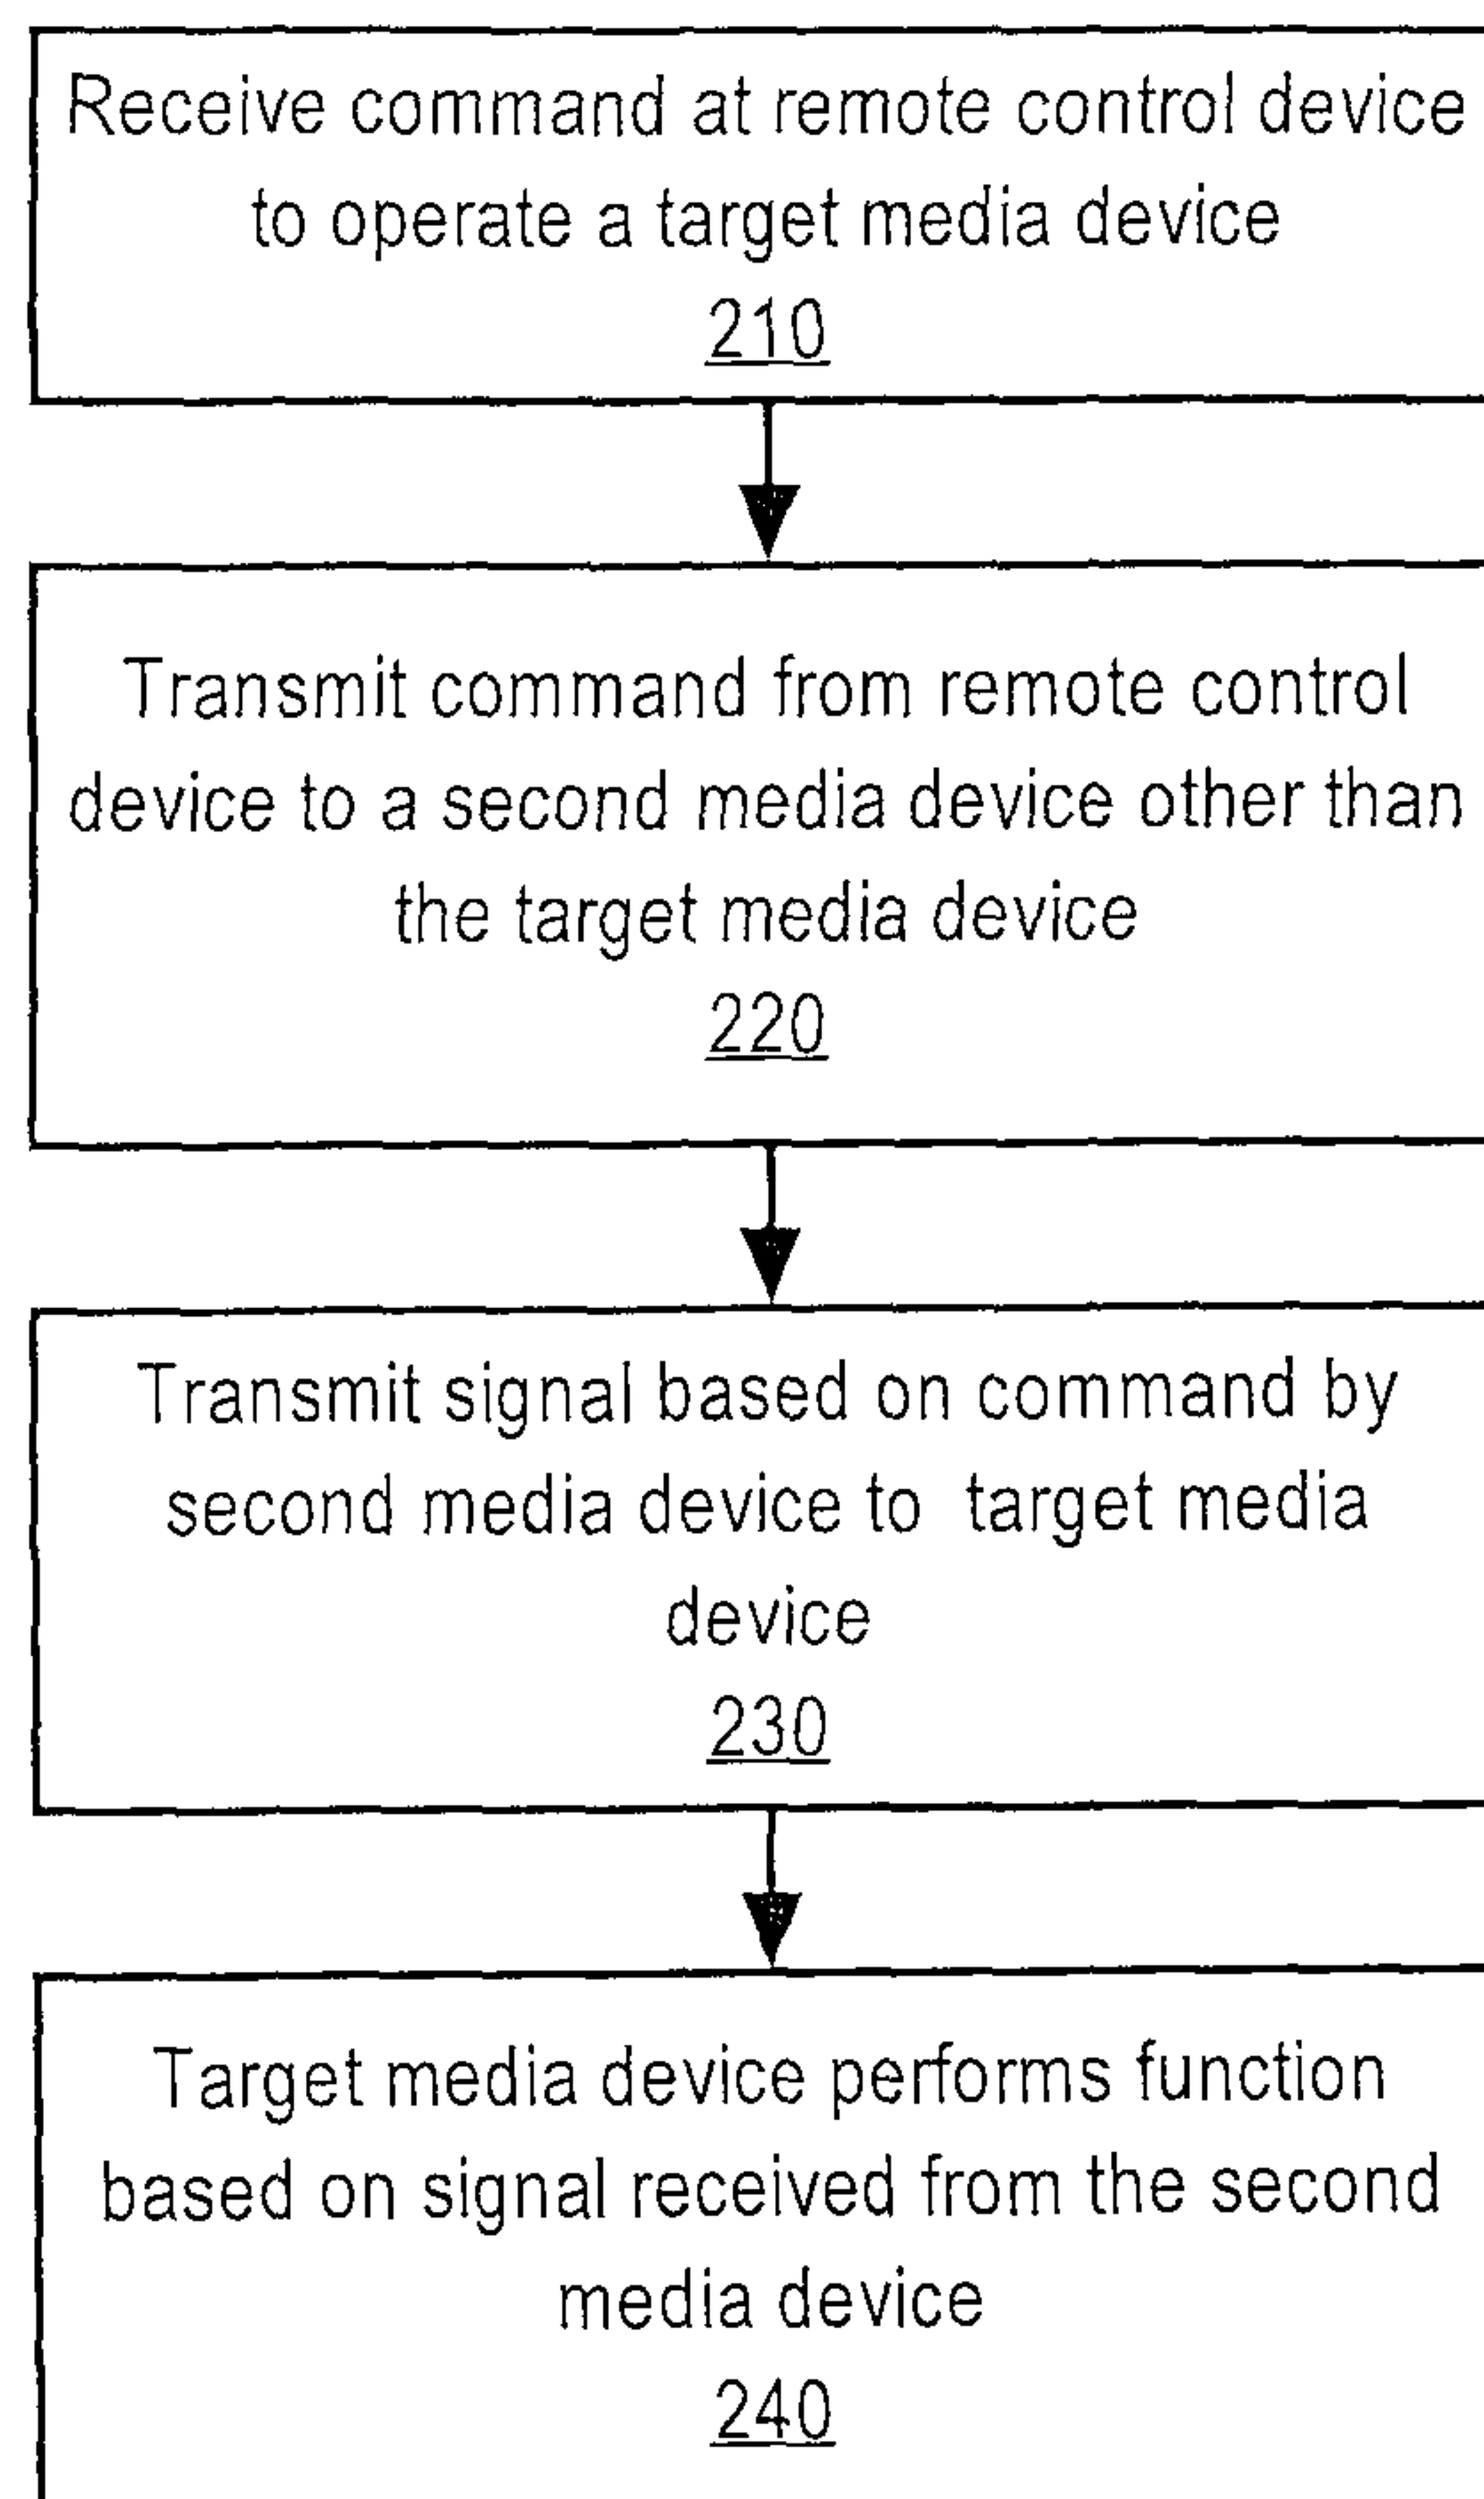 Receive command at remote control device
to operate a target media device
210
Transmit command from remote control
device to a second media device other than
the target media device
220
Transmit signal based on command by
second media device to target media
device
230
Target media device performs function
based on signal received from the second
media device
240